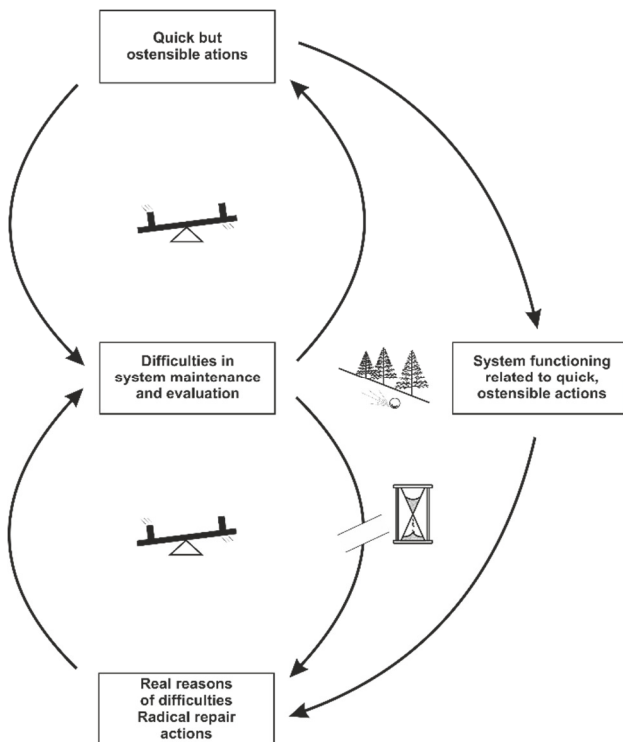 Quick but
ostensible ations
Difficulties in
system maintenance
and evaluation
System functioning
related to quick,
ostensible actions
Real reasons
of difficulties
Radical repair
actions